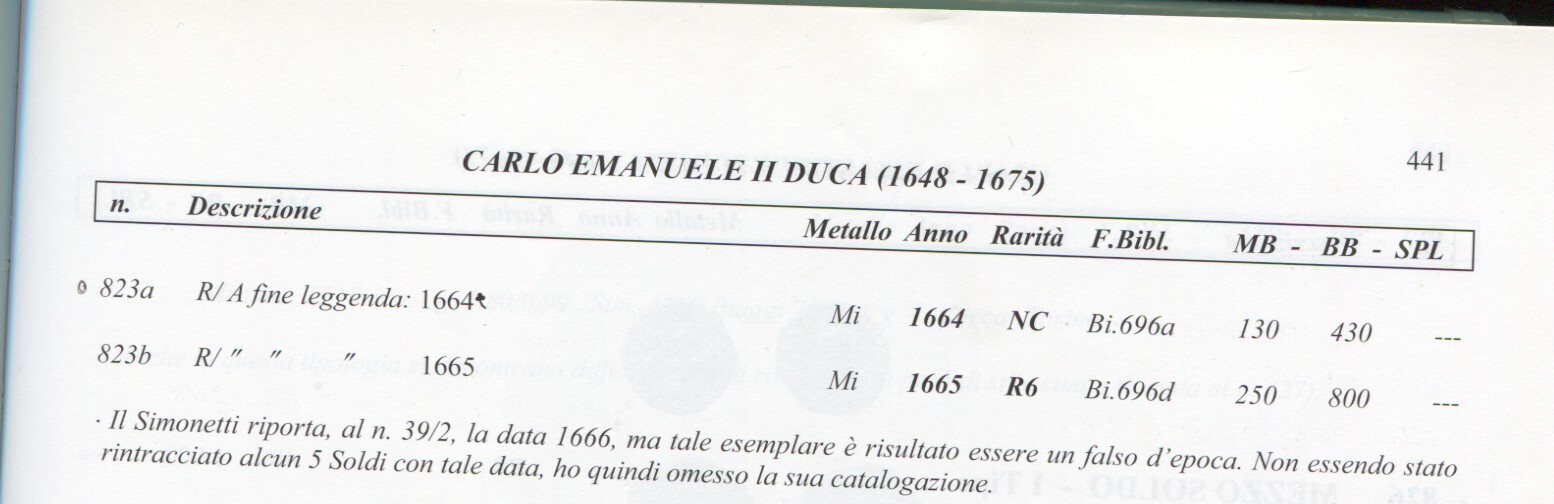 441
CARLO EMANUELE II DUCA (1648 - 1675)
n. Descrizione Metallo Anno Rarità F.Bibl. MB - BB - SPL
823a R/ A fine leggenda: 1664 Mi 1664 NC Bi.696a 130 430 ---
823b R/ " " " 1665 Mi 1665 R6 Bi.696d 250 800 ---
· Il Simonetti riporta, al n. 39/2, la data 1666, ma tale esemplare è risultato essere un falso d'epoca. Non essendo stato
rintracciato alcun 5 Soldi con tale data, ho quindi omesso la sua catalogazione.